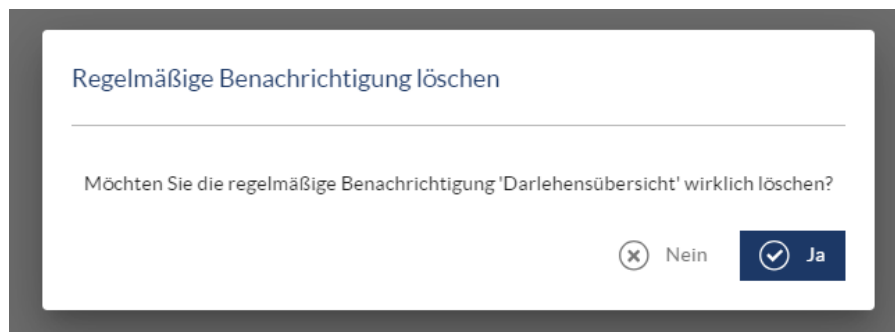 Regelmäßige Benachrichtigung löschen
Möchten Sie die regelmäßige Benachrichtigung 'Darlehensübersicht' wirklich löschen?
Nein Ja